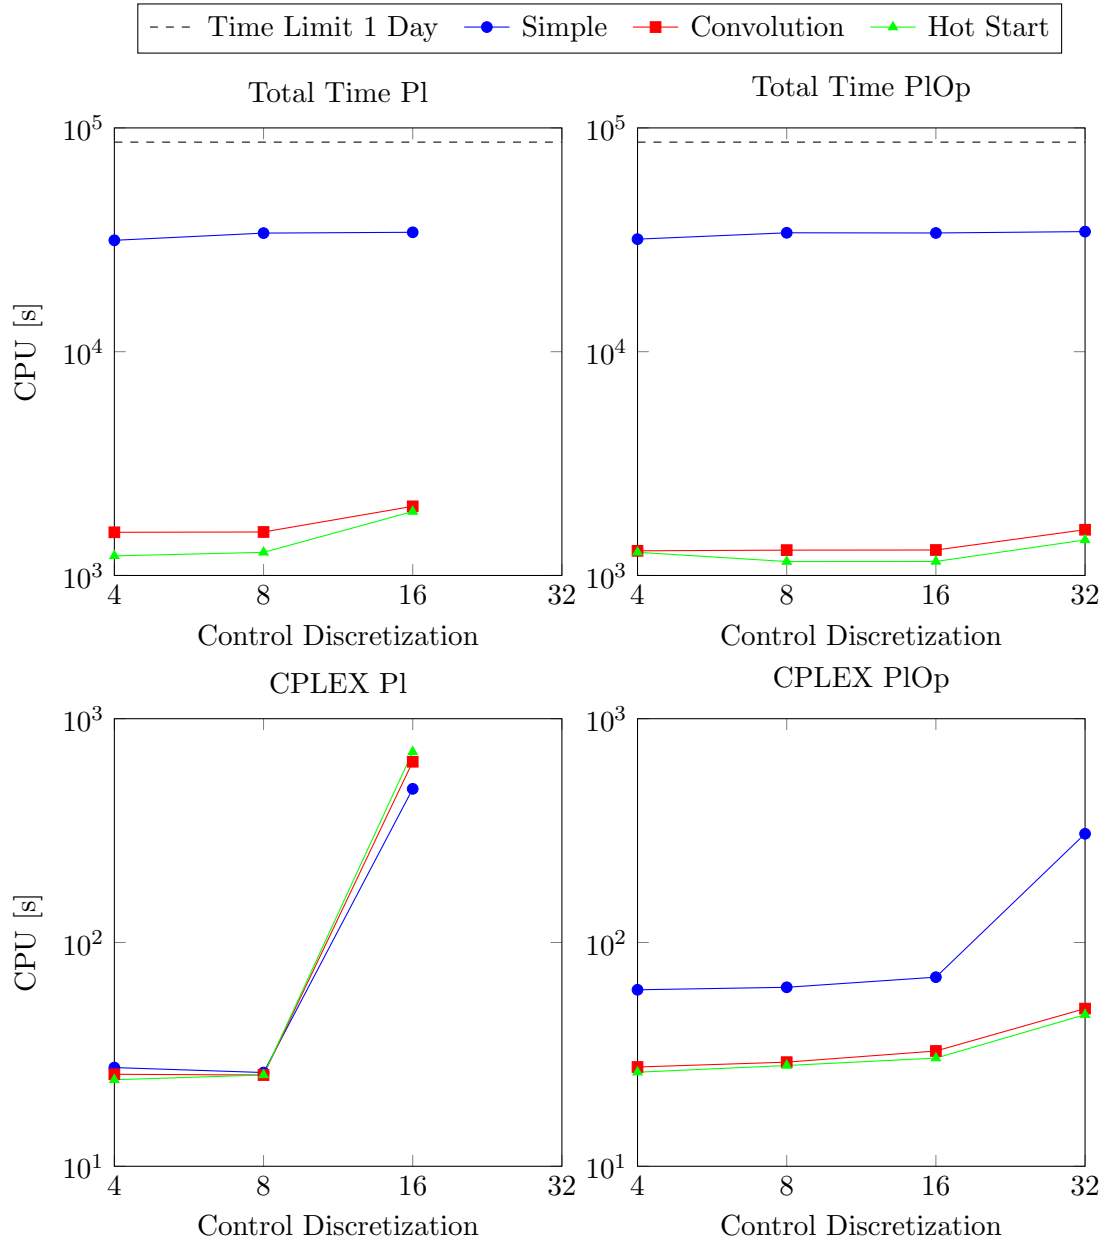 Time Limit 1 Day Simple Convolution Hot Start
Total Time Pl
10^5
10^4
10^3
CPU [s]
4 8 16 32
Control Discretization
Total Time PlOp
10^5
10^4
10^3
4 8 16 32
Control Discretization
CPLEX Pl
10^3
10^2
10^1
CPU [s]
4 8 16 32
Control Discretization
CPLEX PlOp
10^3
10^2
10^1
4 8 16 32
Control Discretization